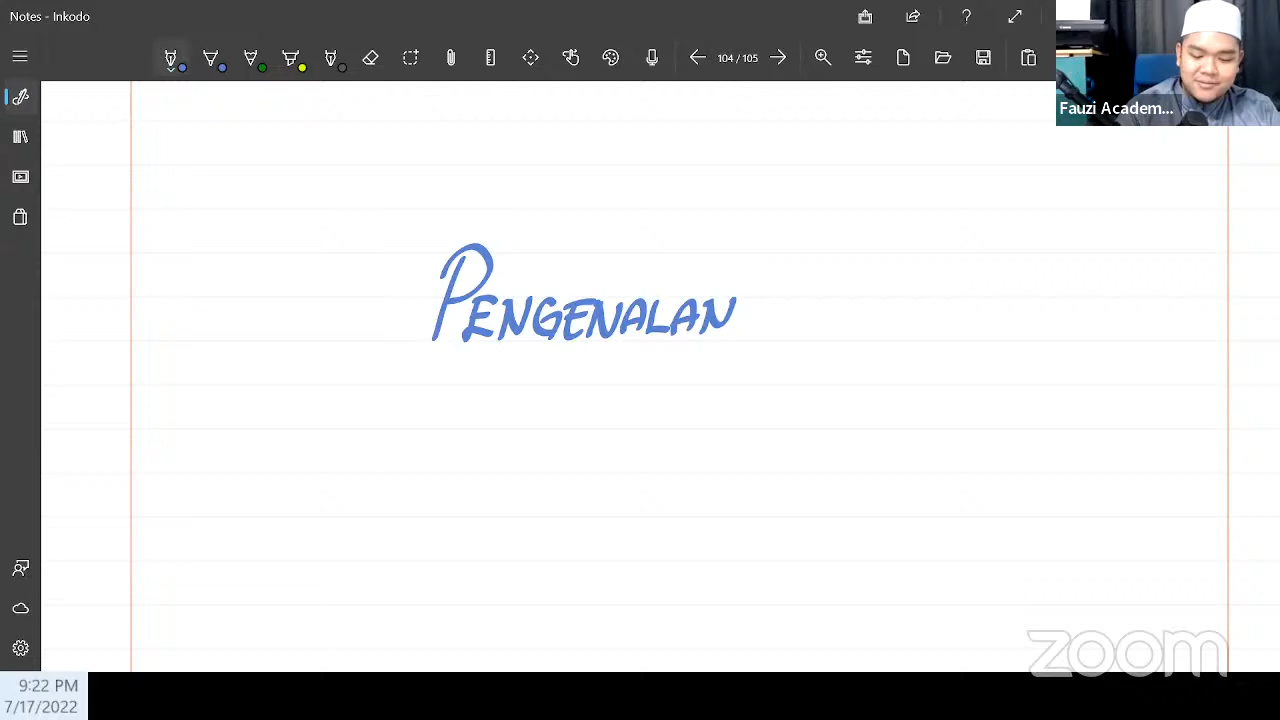 Notes - Inkodo
104 / 105
Fauzi Academ...
PENGENALAN
zoom
9:22 PM
7/17/2022